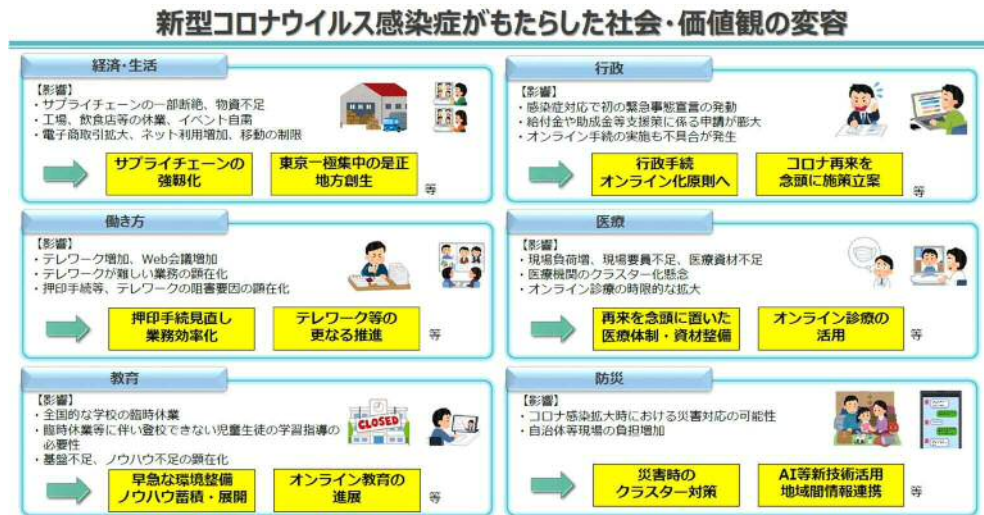 新型コロナウイルス感染症がもたらした社会・価値観の変容
経済・生活
【影響】
・サプライチェーンの一部断絶、物資不足
・工場、飲食店等の休業、イベント自粛
・電子商取引拡大、ネット利用増加、移動の制限
サプライチェーンの
強靱化
東京一極集中の是正
地方創生
等
行政
【影響】
・感染症対応で初の緊急事態宣言の発動
・給付金や助成金等支援策に係る申請が膨大
・オンライン手続の実施も不具合が発生
行政手続
オンライン化原則へ
コロナ再来を
念頭に施策立案
等
働き方
【影響】
・テレワーク増加、Web会議増加
・テレワークが難しい業務の顕在化
・押印手続等、テレワークの阻害要因の顕在化
押印手続見直し
業務効率化
テレワーク等の
更なる推進
等
医療
【影響】
・現場負荷増、現場要員不足、医療資材不足
・医療機関のクラスター化懸念
・オンライン診療の時限的な拡大
再来を念頭に置いた
医療体制・資材整備
オンライン診療の
活用
等
教育
【影響】
・全国的な学校の臨時休業
・臨時休業等に伴い登校できない児童生徒の学習指導の
必要性
・基盤不足、ノウハウ不足の顕在化
CLOSED
早急な環境整備
ノウハウ蓄積・展開
オンライン教育の
進展
等
防災
【影響】
・コロナ感染拡大時における災害対応の可能性
・自治体等現場の負担増加
災害時の
クラスター対策
AI等新技術活用
地域間情報連携
等